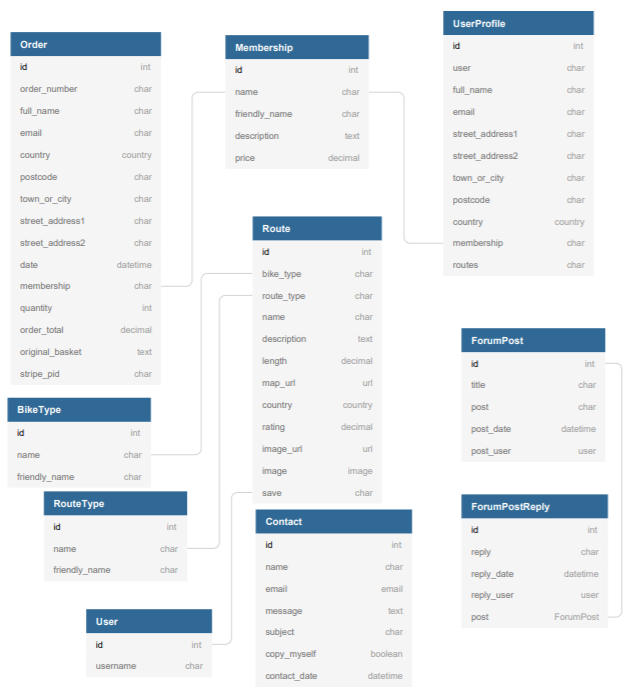 Order
id int
order_number char
full_name char
email char
country country
postcode char
town_or_city char
street_address1 char
street_address2 char
date datetime
membership char
quantity int
order_total decimal
original_basket text
stripe_pid char
Membership
id int
name char
friendly_name char
description text
price decimal
UserProfile
id int
user char
full_name char
email char
street_address1 char
street_address2 char
town_or_city char
postcode char
country country
membership char
routes char
Route
id int
bike_type char
route_type char
name char
description text
length decimal
map_url url
country country
rating decimal
image_url url
image image
save char
ForumPost
id int
title char
post char
post_date datetime
post_user user
BikeType
id int
name char
friendly_name char
RouteType
id int
name char
friendly_name char
Contact
id int
name char
email email
message text
subject char
copy_myself boolean
contact_date datetime
ForumPostReply
id int
reply char
reply_date datetime
reply_user user
post ForumPost
User
id int
username char